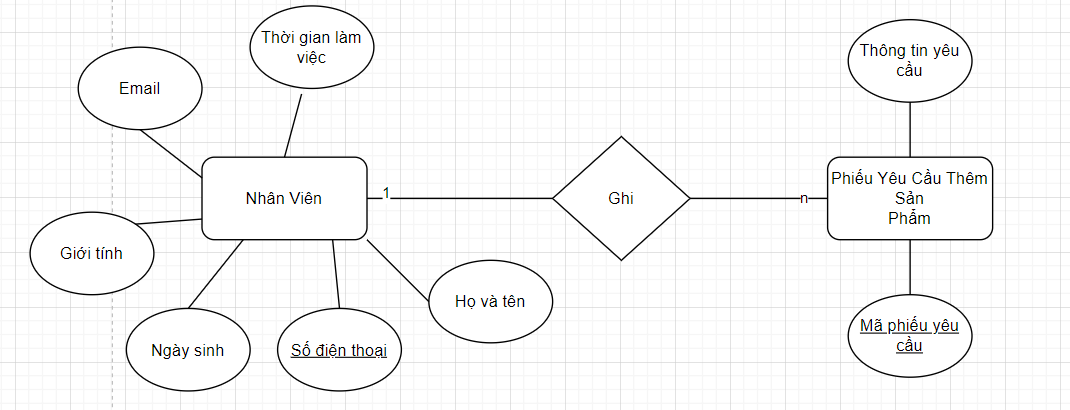 Thời gian làm
việc
Thông tin yêu
cầu
Email
Nhân Viên
1
Ghi
n
Phiếu Yêu Cầu Thêm
Sản
Phẩm
Giới tính
Họ và tên
Ngày sinh
Số điện thoại
Mã phiếu yêu
cầu